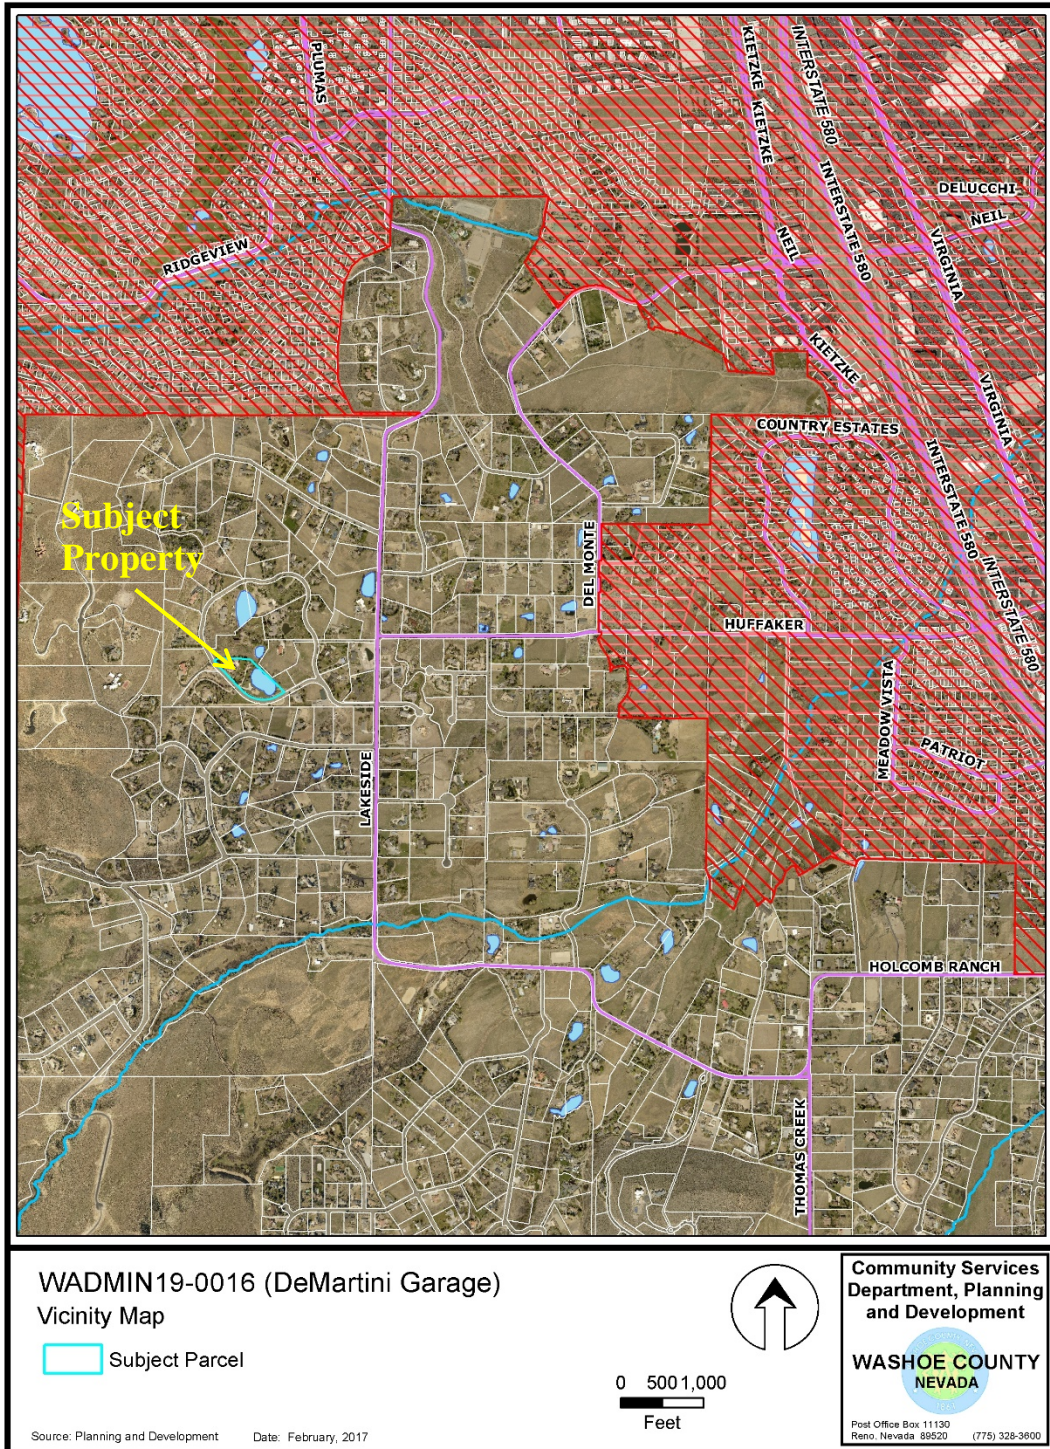 PLUMAS
KIETZKE
KIETZKE
INTERSTATE 580
INTERSTATE 580
DELUCCHI
NEIL
NEIL
VIRGINIA
RIDGEVIEW
KIETZKE
VIRGINIA
COUNTRY ESTATES
INTERSTATE 580
Subject
Property
DEL MONTE
INTERSTATE 580
HUFFAKER
MEADOW VISTA
PATRIOT
LAKESIDE
HOLCOMB RANCH
THOMAS CREEK
WADMIN19-0016 (DeMartini Garage)
Vicinity Map
Subject Parcel
0 500 1,000
Feet
Source: Planning and Development Date: February, 2017
Community Services
Department, Planning
and Development
WASHOE COUNTY
NEVADA
Post Office Box 11130
Reno, Nevada 89520 (775) 328-3600